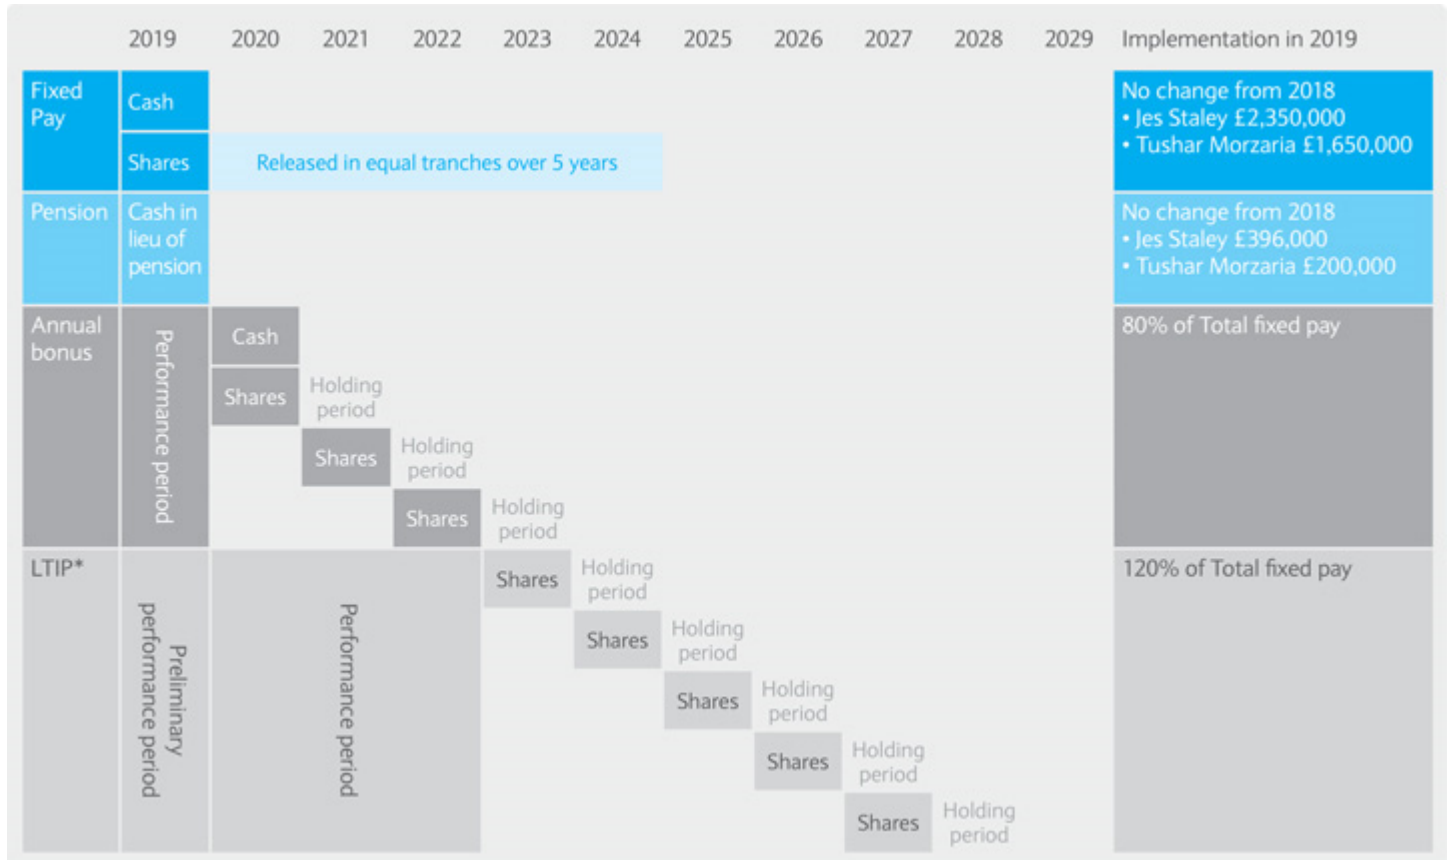 2019 2020 2021 2022 2023 2024 2025 2026 2027 2028 2029 Implementation in 2019
Fixed
Pay
Cash
Shares
Released in equal tranches over 5 years
No change from 2018
• Jes Staley £2,350,000
• Tushar Morzaria £1,650,000
Pension
Cash in
lieu of
pension
No change from 2018
• Jes Staley £396,000
• Tushar Morzaria £200,000
Annual
bonus
Performance period
Cash
Shares
Holding
period
Shares
Holding
period
Shares
Holding
period
80% of Total fixed pay
LTIP*
Preliminary
performance period
Performance period
Shares
Holding
period
Shares
Holding
period
Shares
Holding
period
Shares
Holding
period
Shares
Holding
period
120% of Total fixed pay